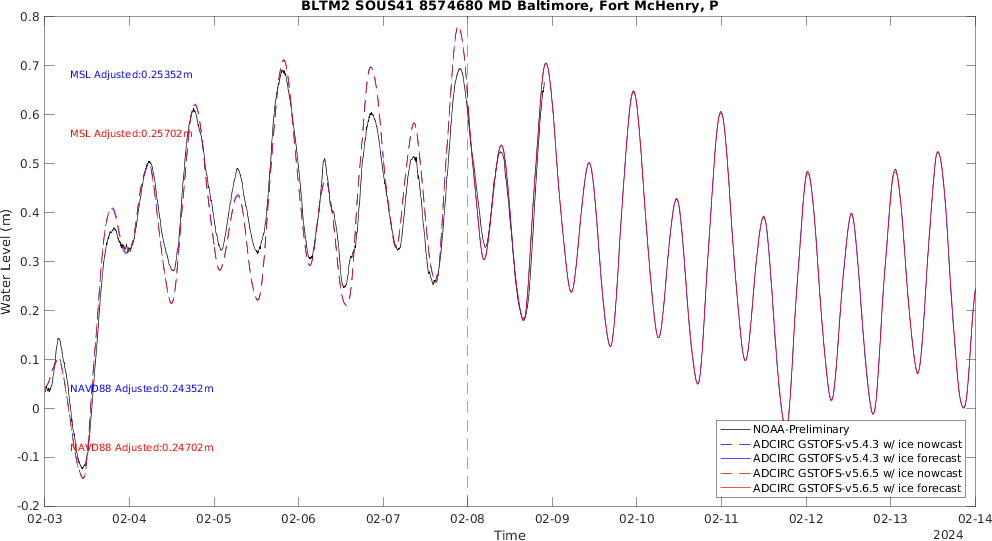 BLTM2 SOUS41 8574680 MD Baltimore, Fort McHenry, P
0.8
0.7
0.6
0.5
0.4
0.3
0.2
0.1
0
-0.1
-0.2
Water Level (m)
MSL Adjusted:0.25352m
MSL Adjusted:0.25702m
NAVD88 Adjusted:0.24352m
NAVD88 Adjusted:0.24702m
NOAA-Preliminary
ADCIRC GSTOFS-v5.4.3 w/ ice nowcast
ADCIRC GSTOFS-v5.4.3 w/ ice forecast
ADCIRC GSTOFS-v5.6.5 w/ ice nowcast
ADCIRC GSTOFS-v5.6.5 w/ ice forecast
02-03 02-04 02-05 02-06 02-07 02-08 02-09 02-10 02-11 02-12 02-13 02-14
Time
2024